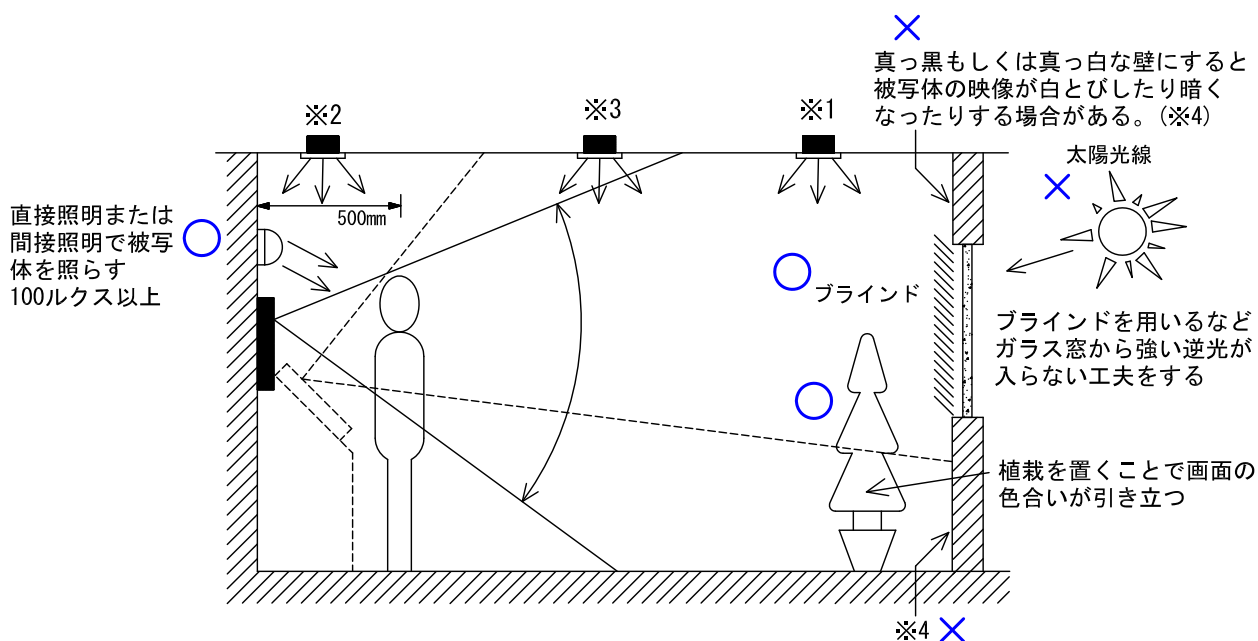 真っ黒もしくは真っ白な壁にすると
被写体の映像が白とびしたり暗く
なったりする場合がある。(※4)
※2
※3
※1
太陽光線
直接照明または
間接照明で被写
体を照らす
100ルクス以上
500mm
ブラインド
ブラインドを用いるなど
ガラス窓から強い逆光が
入らない工夫をする
植栽を置くことで画面の
色合いが引き立つ
※4